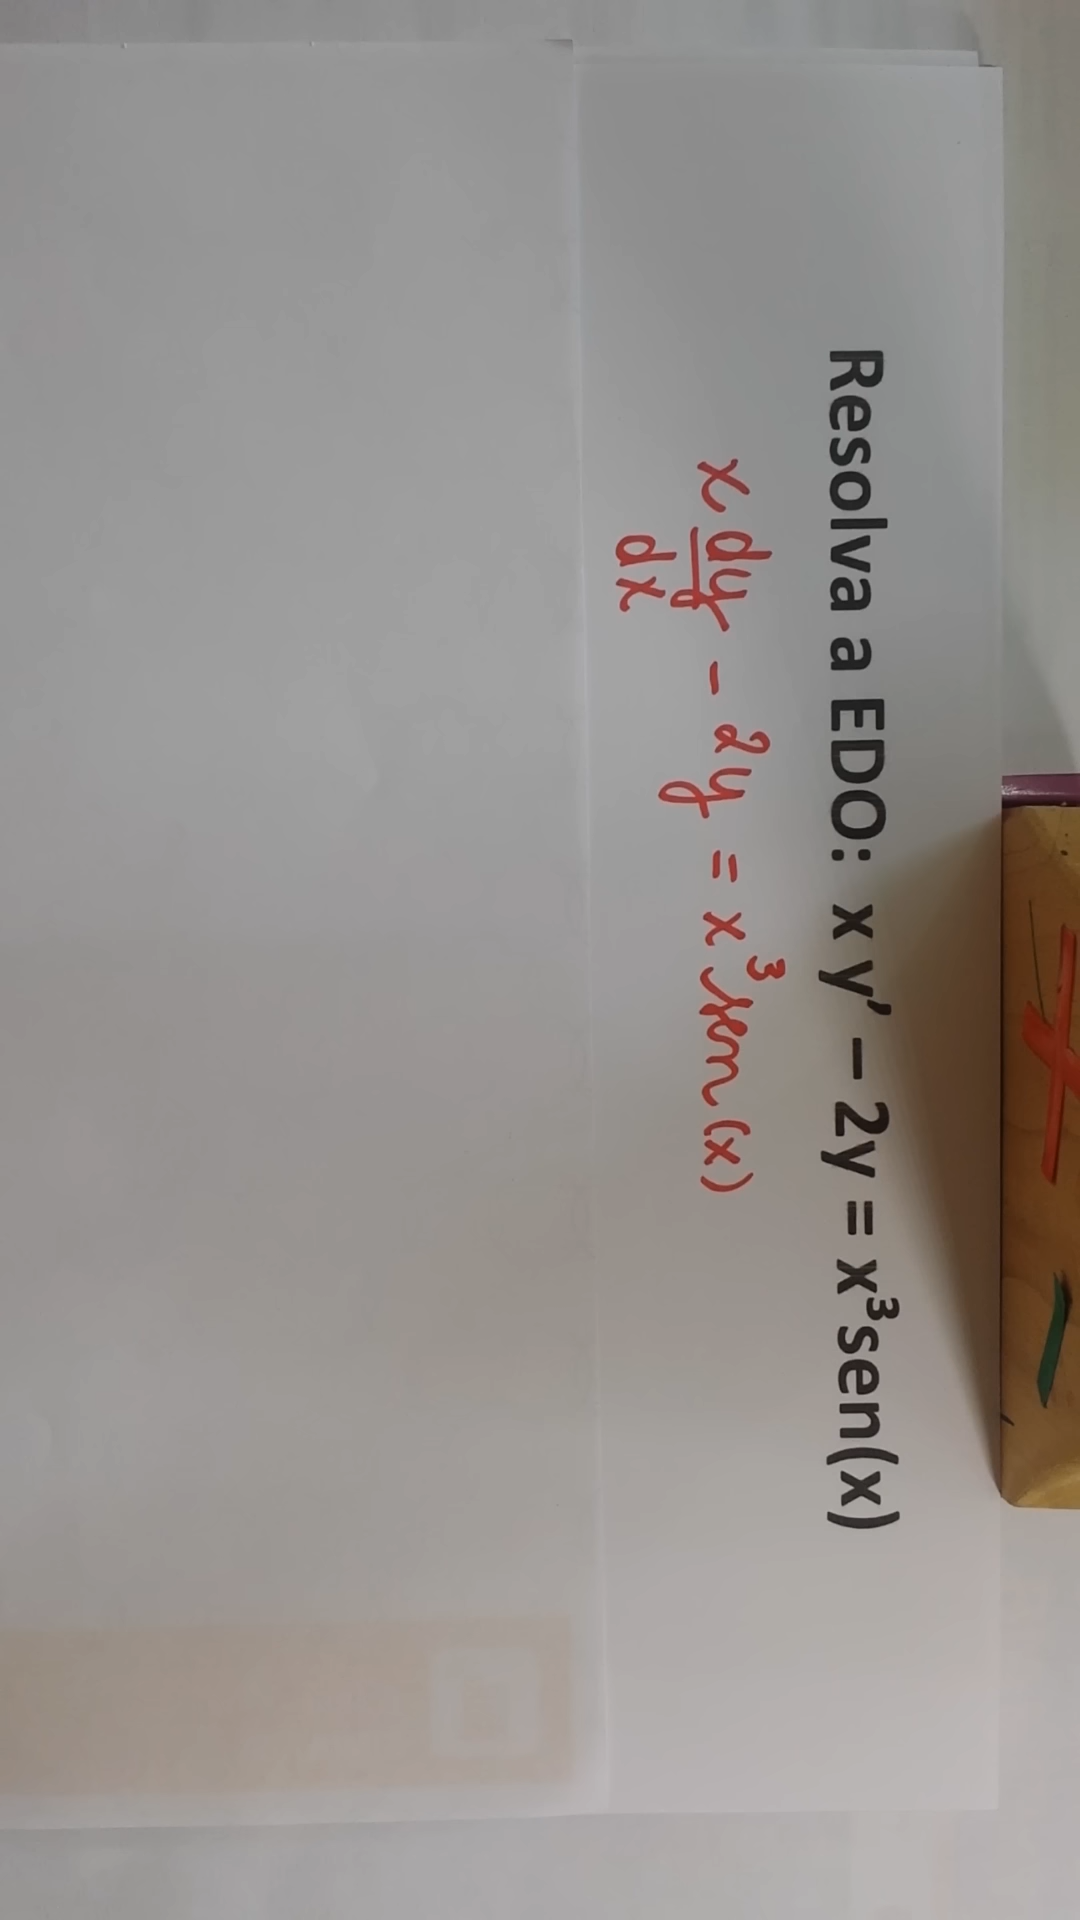 Resolva a EDO: x y' – 2y = x³sen(x)
x dy/dx - 2y = x³ sen(x)